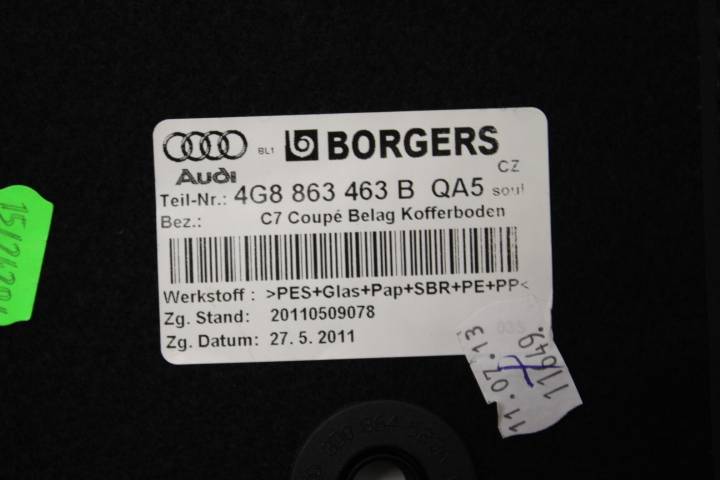 BL1 BORGERS
Audi CZ
Teil-Nr.: 4G8 863 463 B QA5 soul
Bez.: C7 Coupé Belag Kofferboden
Werkstoff : >PES+Glas+Pap+SBR+PE+PP<
Zg. Stand: 20110509078
Zg. Datum: 27. 5. 2011
11.07.13
11649.